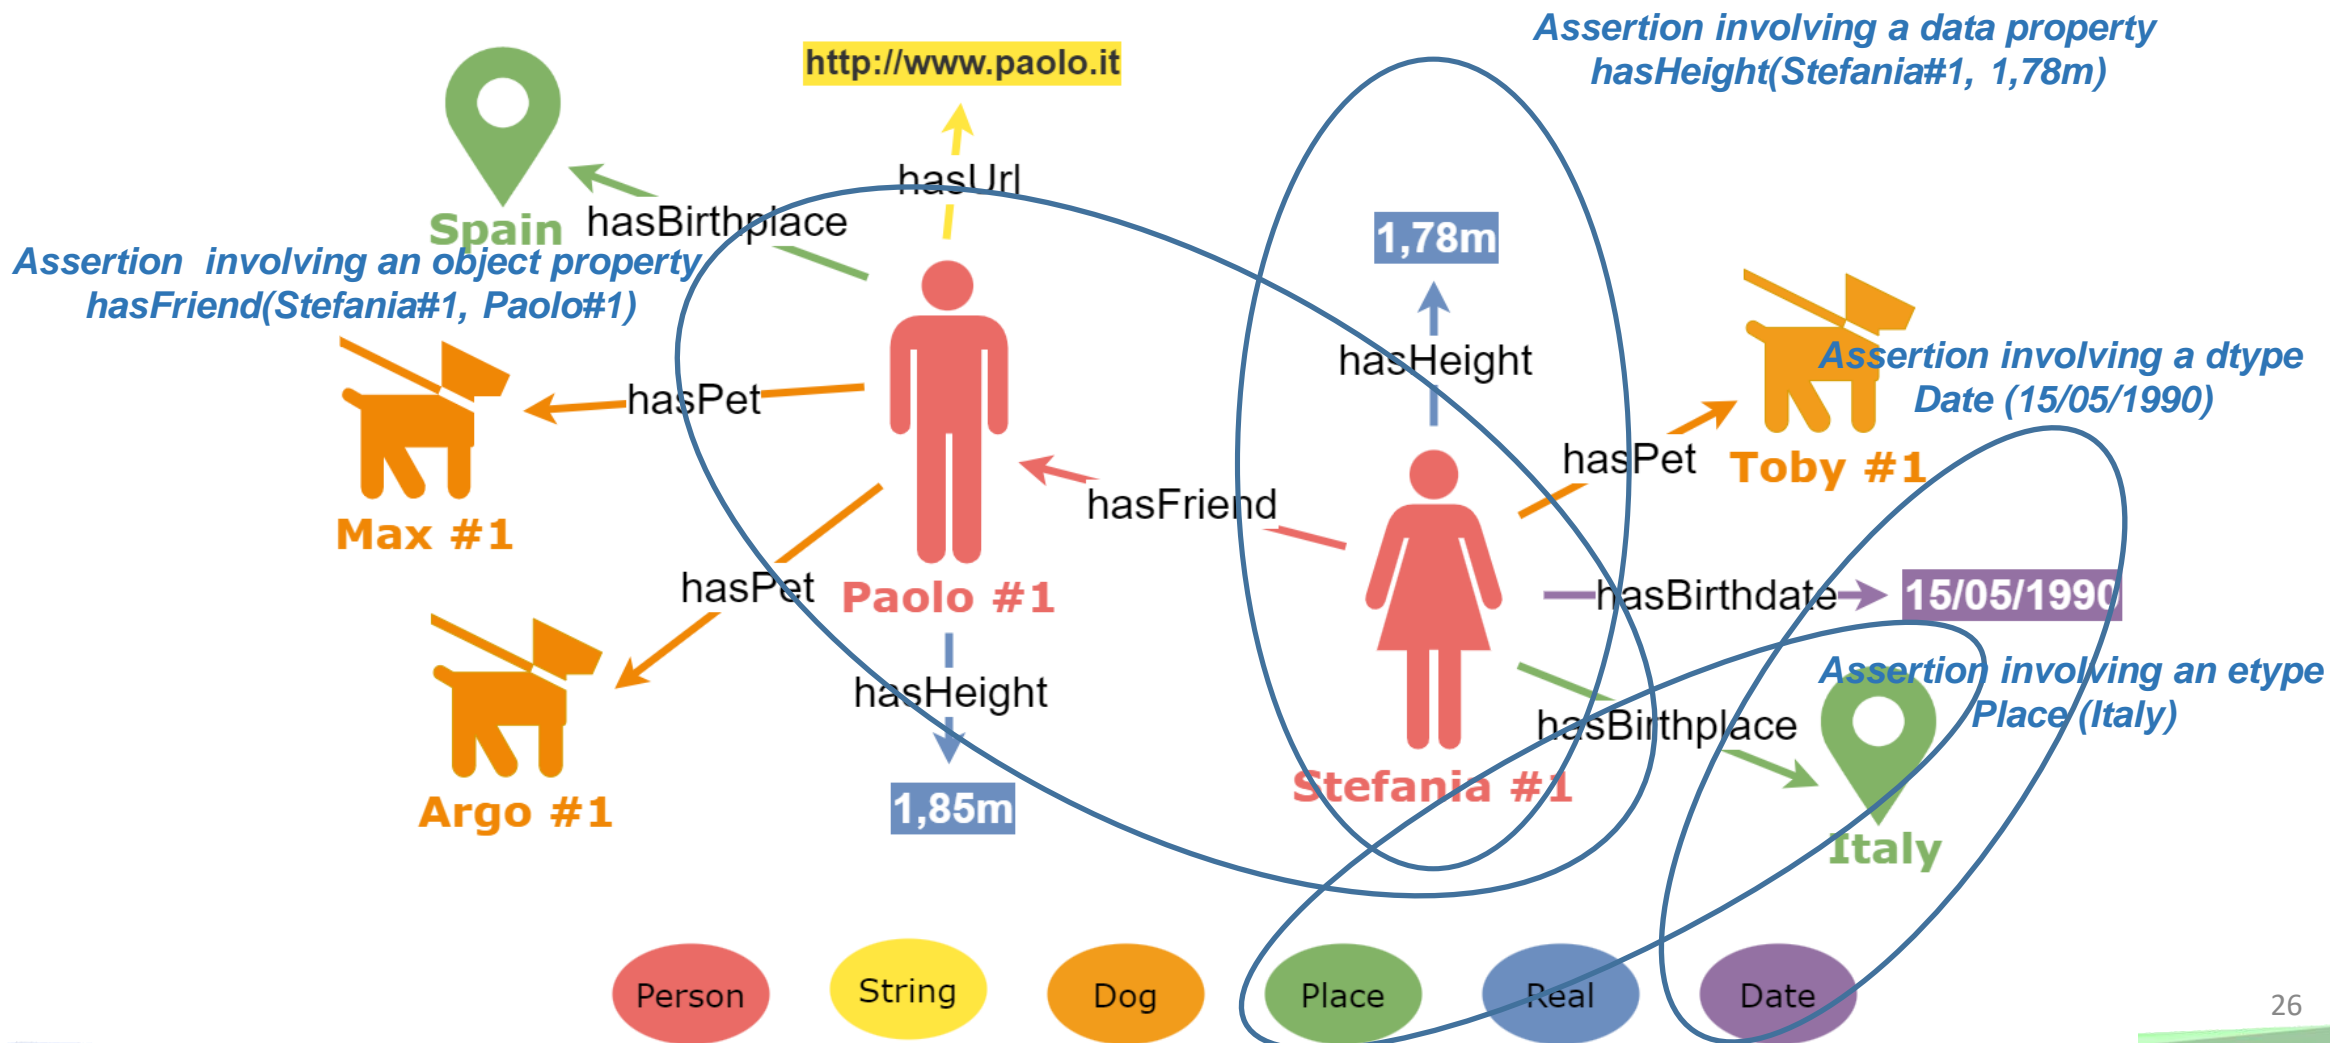 Assertion involving a data property
hasHeight(Stefania#1, 1,78m)
http://www.paolo.it
hasUrl
hasBirthplace
Spain
Assertion involving an object property
hasFriend(Stefania#1, Paolo#1)
1,78m
hasHeight
Assertion involving a dtype
Date (15/05/1990)
hasPet
hasPet
Toby #1
hasFriend
Max #1
hasPet
Paolo #1
hasBirthdate
15/05/1990
Assertion involving an etype
Place (Italy)
hasHeight
hasBirthplace
Stefania #1
Argo #1
1,85m
Italy
Person
String
Dog
Place
Real
Date
26